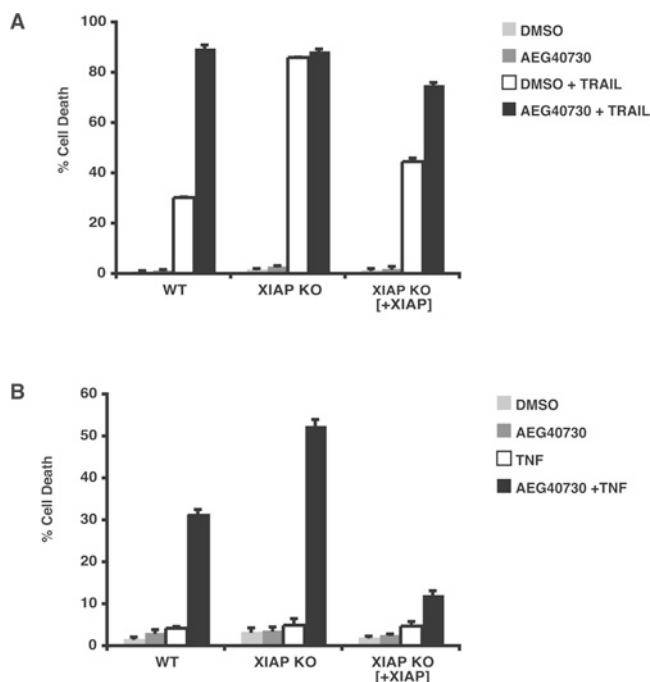 A
DMSO
AEG40730
DMSO + TRAIL
AEG40730 + TRAIL
% Cell Death
100
80
60
40
20
0
WT
XIAP KO
XIAP KO
[+XIAP]
B
DMSO
AEG40730
TNF
AEG40730 +TNF
% Cell Death
60
50
40
30
20
10
0
WT
XIAP KO
XIAP KO
[+XIAP]